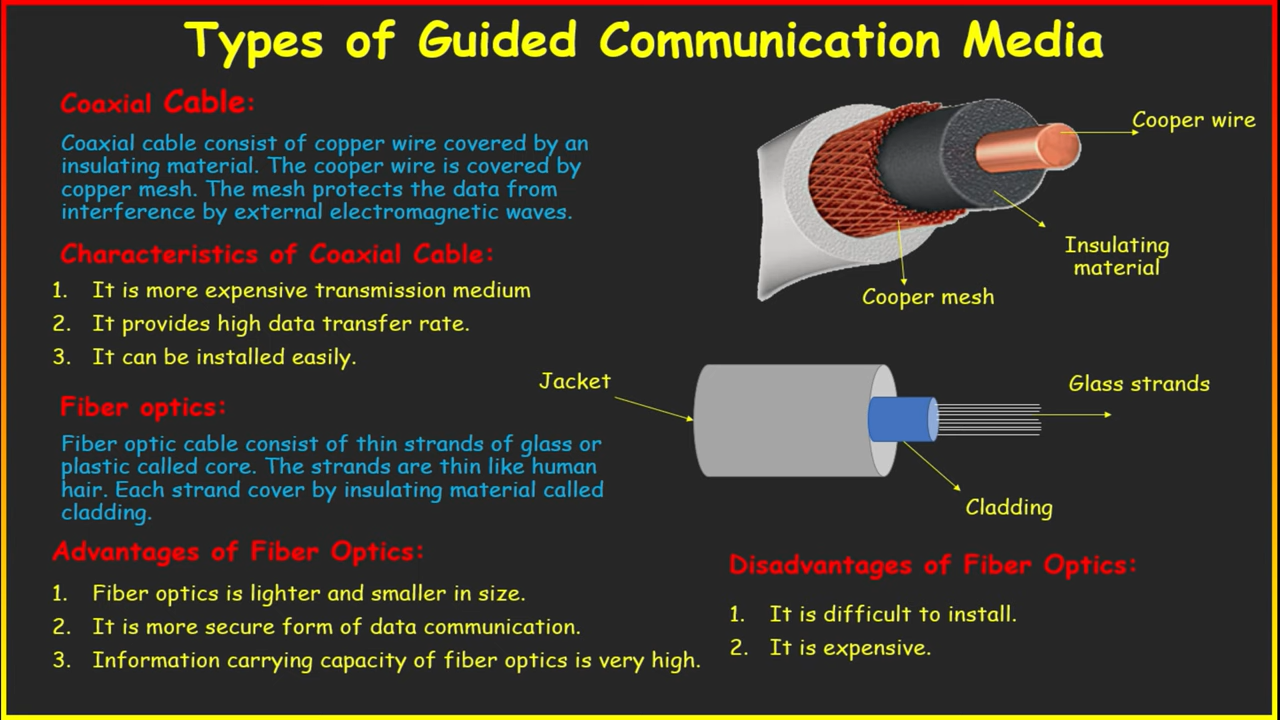 Types of Guided Communication Media
Coaxial Cable:
Coaxial cable consist of copper wire covered by an
insulating material. The cooper wire is covered by
copper mesh. The mesh protects the data from
interference by external electromagnetic waves.
Characteristics of Coaxial Cable:
1. It is more expensive transmission medium
2. It provides high data transfer rate.
3. It can be installed easily.
Cooper wire
Insulating
material
Cooper mesh
Fiber optics:
Fiber optic cable consist of thin strands of glass or
plastic called core. The strands are thin like human
hair. Each strand cover by insulating material called
cladding.
Jacket
Glass strands
Cladding
Advantages of Fiber Optics:
1. Fiber optics is lighter and smaller in size.
2. It is more secure form of data communication.
3. Information carrying capacity of fiber optics is very high.
Disadvantages of Fiber Optics:
1. It is difficult to install.
2. It is expensive.